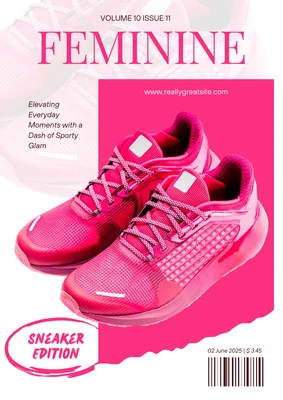 VOLUME 10 ISSUE 11
FEMININE
www.reallygreatsite.com
Elevating
Everyday
Moments with a
Dash of Sporty
Glam
SNEAKER
EDITION
02 June 2025 | $ 3.45